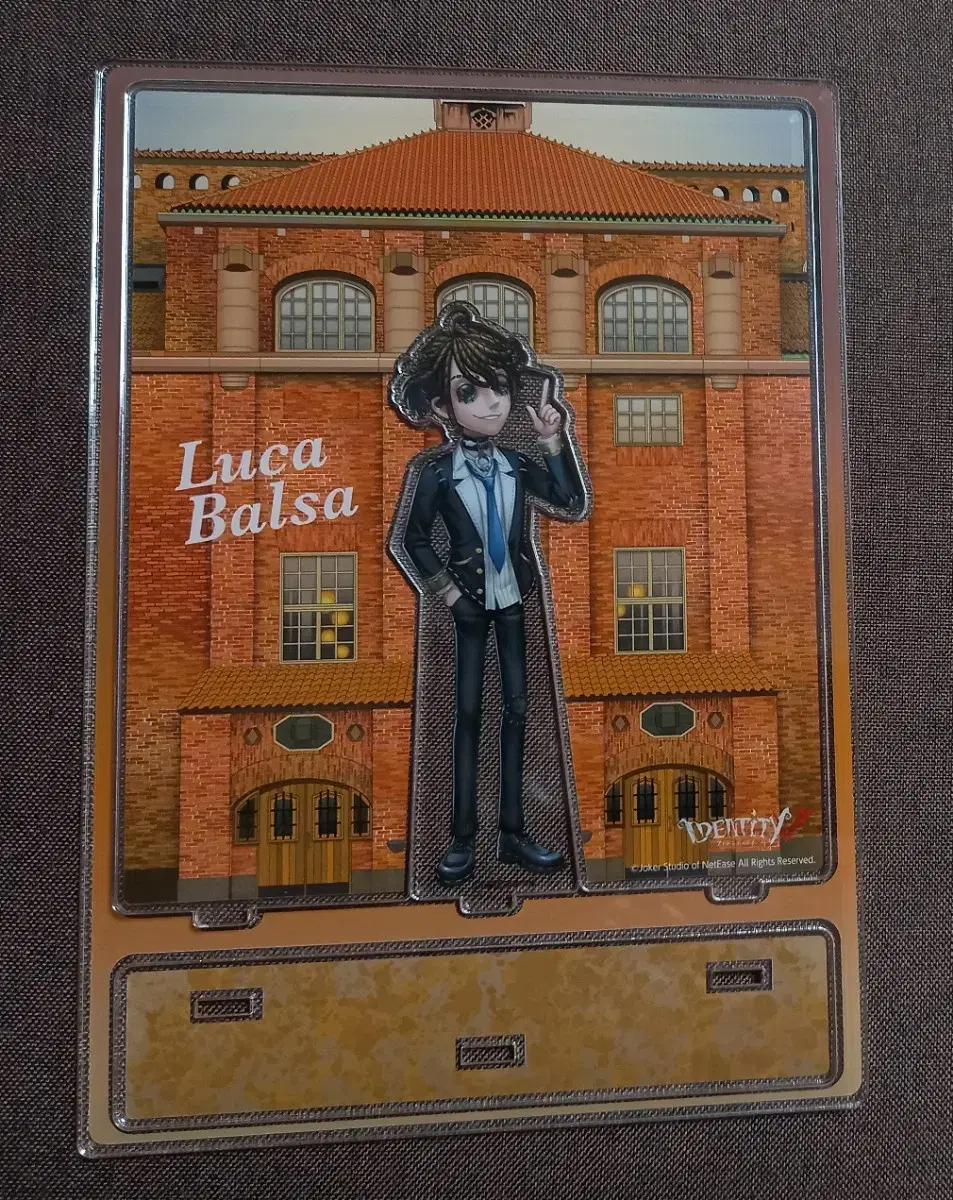 Luca
Balsa
IDENTITY
©Joker Studio of NetEase All Rights Reserved.